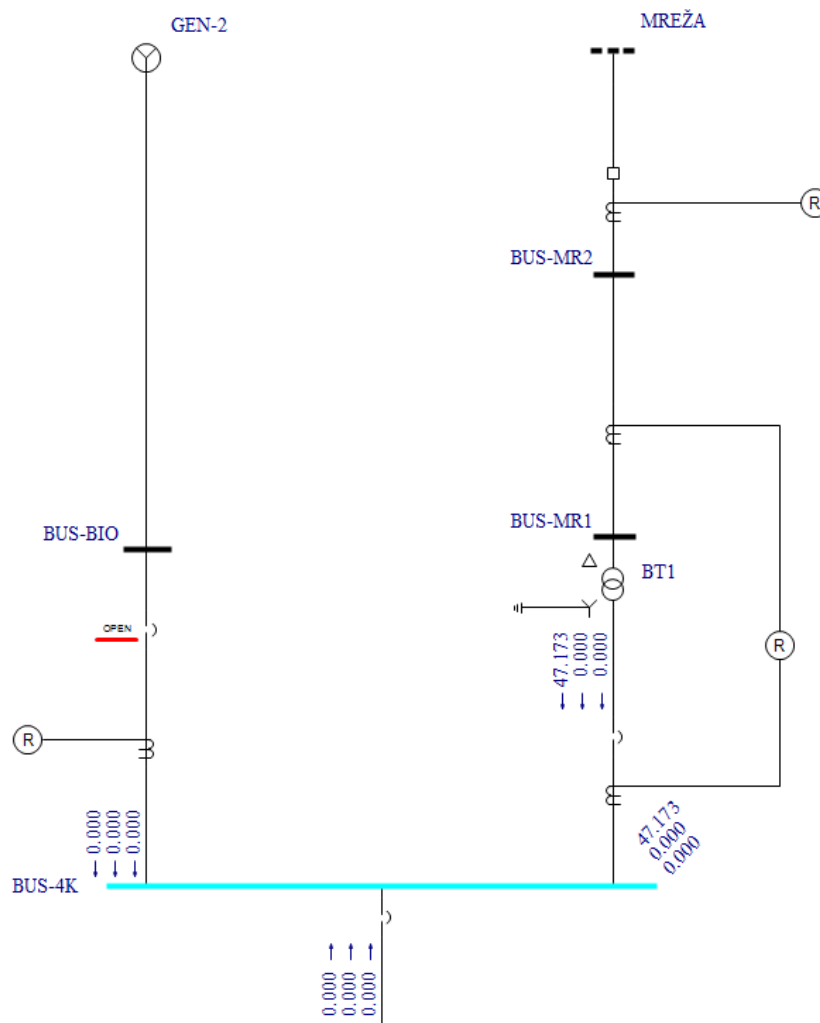 GEN-2
MREŽA
R
BUS-MR2
BUS-MR1
BUS-BIO
BT1
OPEN
47.173
0.000
0.000
R
R
0.000
0.000
0.000
47.173
0.000
0.000
BUS-4K
0.000
0.000
0.000